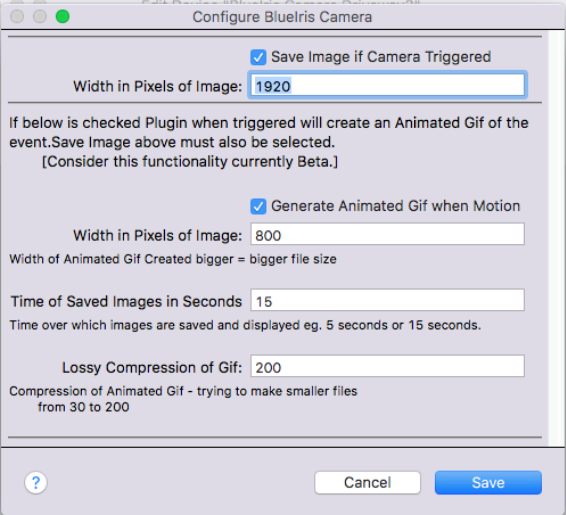 Configure BlueIris Camera
Save Image if Camera Triggered
Width in Pixels of Image: 1920
If below is checked Plugin when triggered will create an Animated Gif of the
event.Save Image above must also be selected.
[Consider this functionality currently Beta.]
Generate Animated Gif when Motion
Width in Pixels of Image: 800
Width of Animated Gif Created bigger = bigger file size
Time of Saved Images in Seconds 15
Time over which images are saved and displayed eg. 5 seconds or 15 seconds.
Lossy Compression of Gif: 200
Compression of Animated Gif - trying to make smaller files
from 30 to 200
? Cancel Save